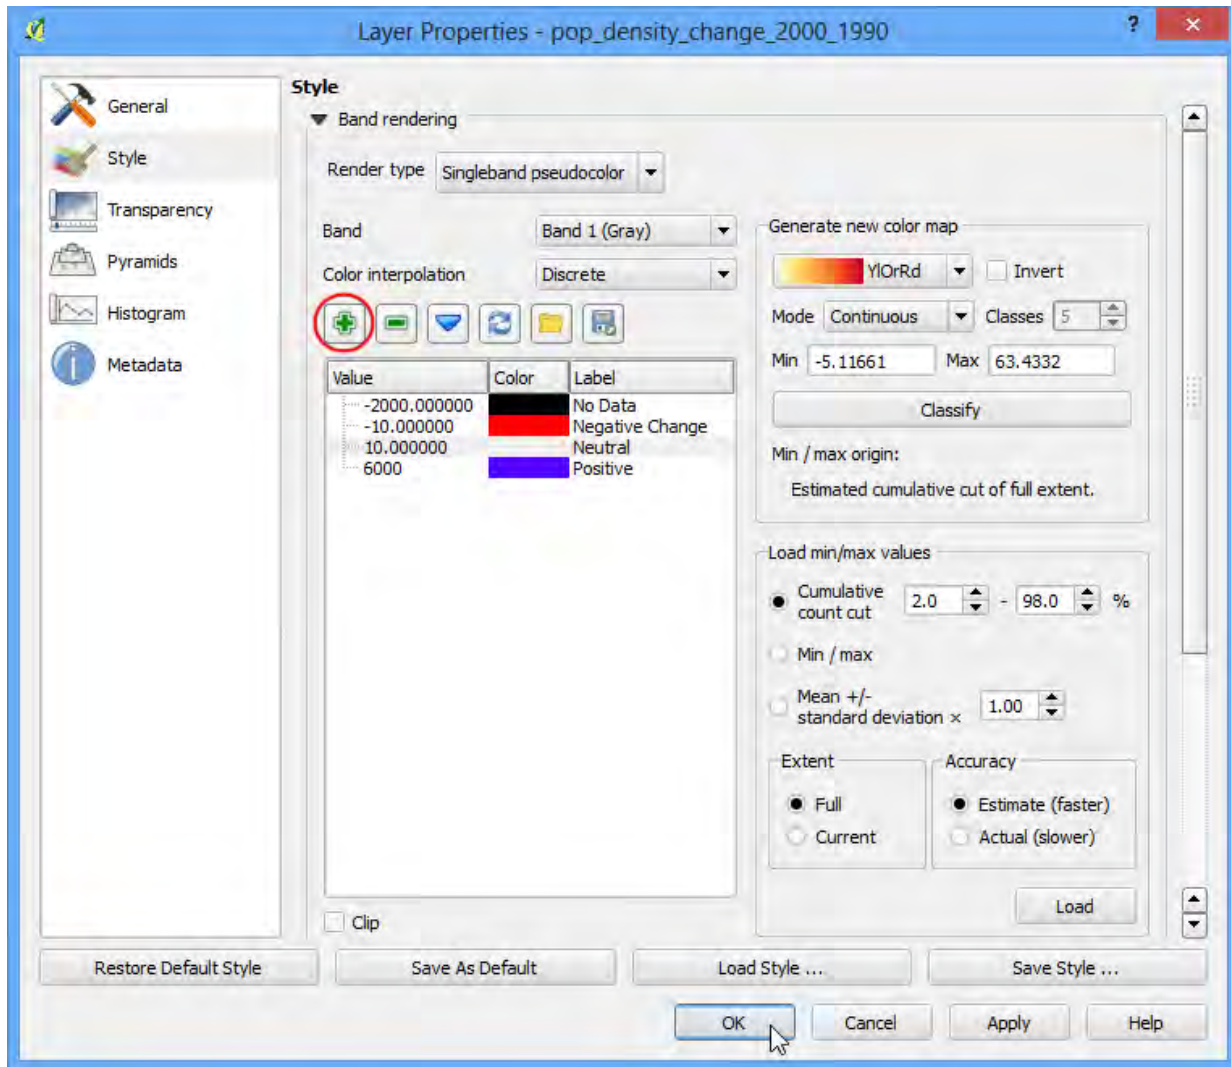 Layer Properties - pop_density_change_2000_1990
?
General
Style
Transparency
Pyramids
Histogram
Metadata
Style
Band rendering
Render type Singleband pseudocolor
Band Band 1 (Gray)
Color interpolation Discrete
Value Color Label
-2000.000000 No Data
-10.000000 Negative Change
10.000000 Neutral
6000 Positive
Clip
Generate new color map
YlOrRd Invert
Mode Continuous Classes 5
Min -5.11661 Max 63.4332
Classify
Min / max origin:
Estimated cumulative cut of full extent.
Load min/max values
Cumulative
count cut 2.0 - 98.0 %
Min / max
Mean +/-
standard deviation × 1.00
Extent
Full
Current
Accuracy
Estimate (faster)
Actual (slower)
Load
Restore Default Style Save As Default Load Style ... Save Style ...
OK Cancel Apply Help